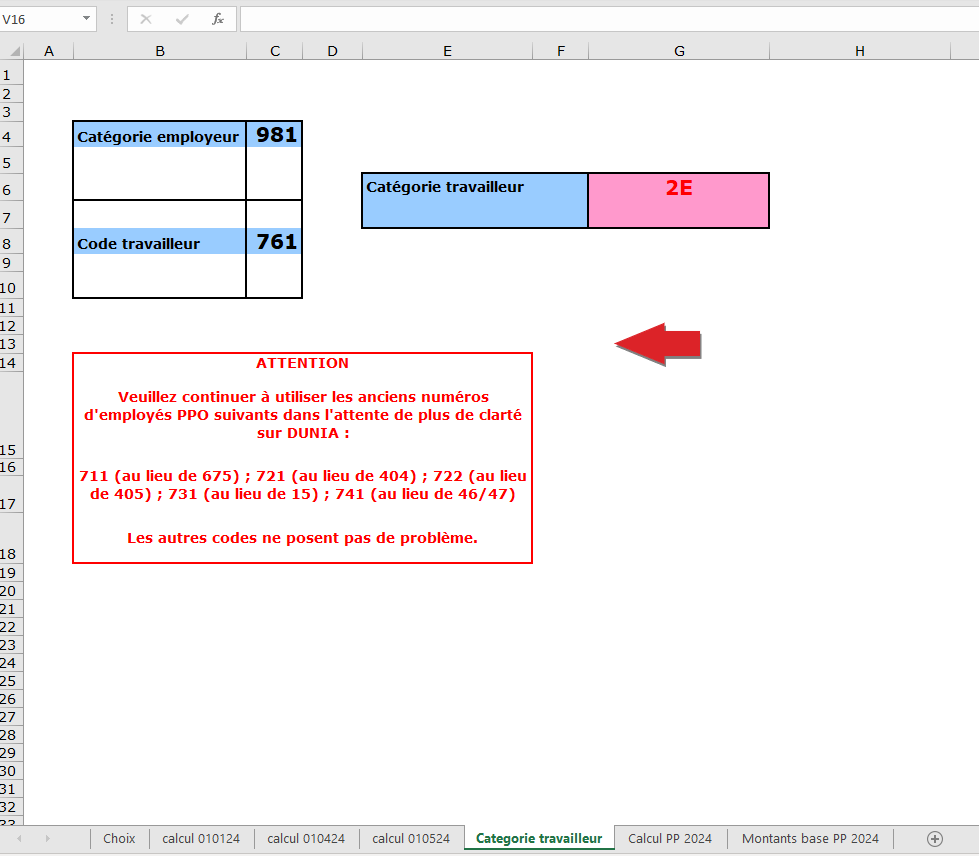 V16
fx
A B C D E F G H
1
2
3
4
Catégorie employeur 981
5
6
Catégorie travailleur 2E
7
8
Code travailleur 761
9
10
11
12
13
14
ATTENTION
Veuillez continuer à utiliser les anciens numéros
d'employés PPO suivants dans l'attente de plus de clarté
sur DUNIA :
15
16
711 (au lieu de 675) ; 721 (au lieu de 404) ; 722 (au lieu
de 405) ; 731 (au lieu de 15) ; 741 (au lieu de 46/47)
17
Les autres codes ne posent pas de problème.
18
19
20
21
22
23
24
25
26
27
28
29
30
31
32
33
Choix calcul 010124 calcul 010424 calcul 010524 Categorie travailleur Calcul PP 2024 Montants base PP 2024